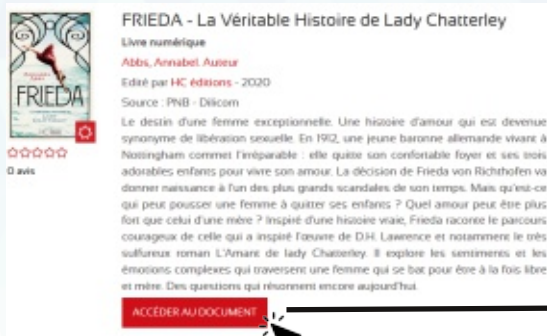 FRIEDA - La Véritable Histoire de Lady Chatterley
Livre numérique
Abbs, Annabel. Auteur
Edité par HC éditions - 2020
Source : PNB - Dilicom
Le destin d'une femme exceptionnelle. Une histoire d'amour qui est devenue
synonyme de libération sexuelle. En 1912, une jeune baronne allemande vivant à
Nottingham commet l'irréparable : elle quitte son confortable foyer et ses trois
adorables enfants pour vivre son amour. La décision de Frieda von Richthofen va
donner naissance à l'un des plus grands scandales de son temps. Mais qu'est-ce
qui peut pousser une femme à quitter ses enfants ? Quel amour peut être plus
fort que celui d'une mère ? Inspiré d'une histoire vraie, Frieda raconte le parcours
courageux de celle qui a inspiré l'œuvre de D.H. Lawrence et notamment le très
sulfureux roman L'Amant de lady Chatterley. Il explore les sentiments et les
émotions complexes qui traversent une femme qui se bat pour être à la fois libre
et mère. Des questions qui résonnent encore aujourd'hui.
FRIEDA
0 avis
ACCÉDER AU DOCUMENT